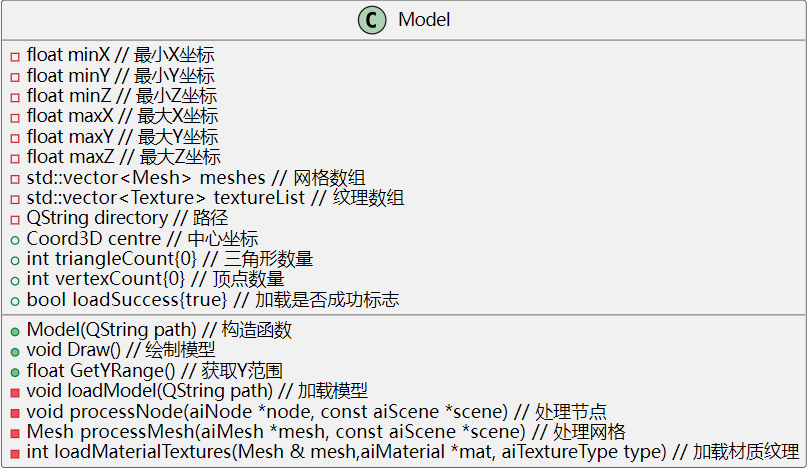 C Model
float minX // 最小X坐标
float minY // 最小Y坐标
float minZ // 最小Z坐标
float maxX // 最大X坐标
float maxY // 最大Y坐标
float maxZ // 最大Z坐标
std::vector<Mesh> meshes // 网格数组
std::vector<Texture> textureList // 纹理数组
QString directory // 路径
Coord3D centre // 中心坐标
int triangleCount{0} // 三角形数量
int vertexCount{0} // 顶点数量
bool loadSuccess{true} // 加载是否成功标志
Model(QString path) // 构造函数
void Draw() // 绘制模型
float GetYRange() // 获取Y范围
void loadModel(QString path) // 加载模型
void processNode(aiNode *node, const aiScene *scene) // 处理节点
Mesh processMesh(aiMesh *mesh, const aiScene *scene) // 处理网格
int loadMaterialTextures(Mesh & mesh,aiMaterial *mat, aiTextureType type) // 加载材质纹理